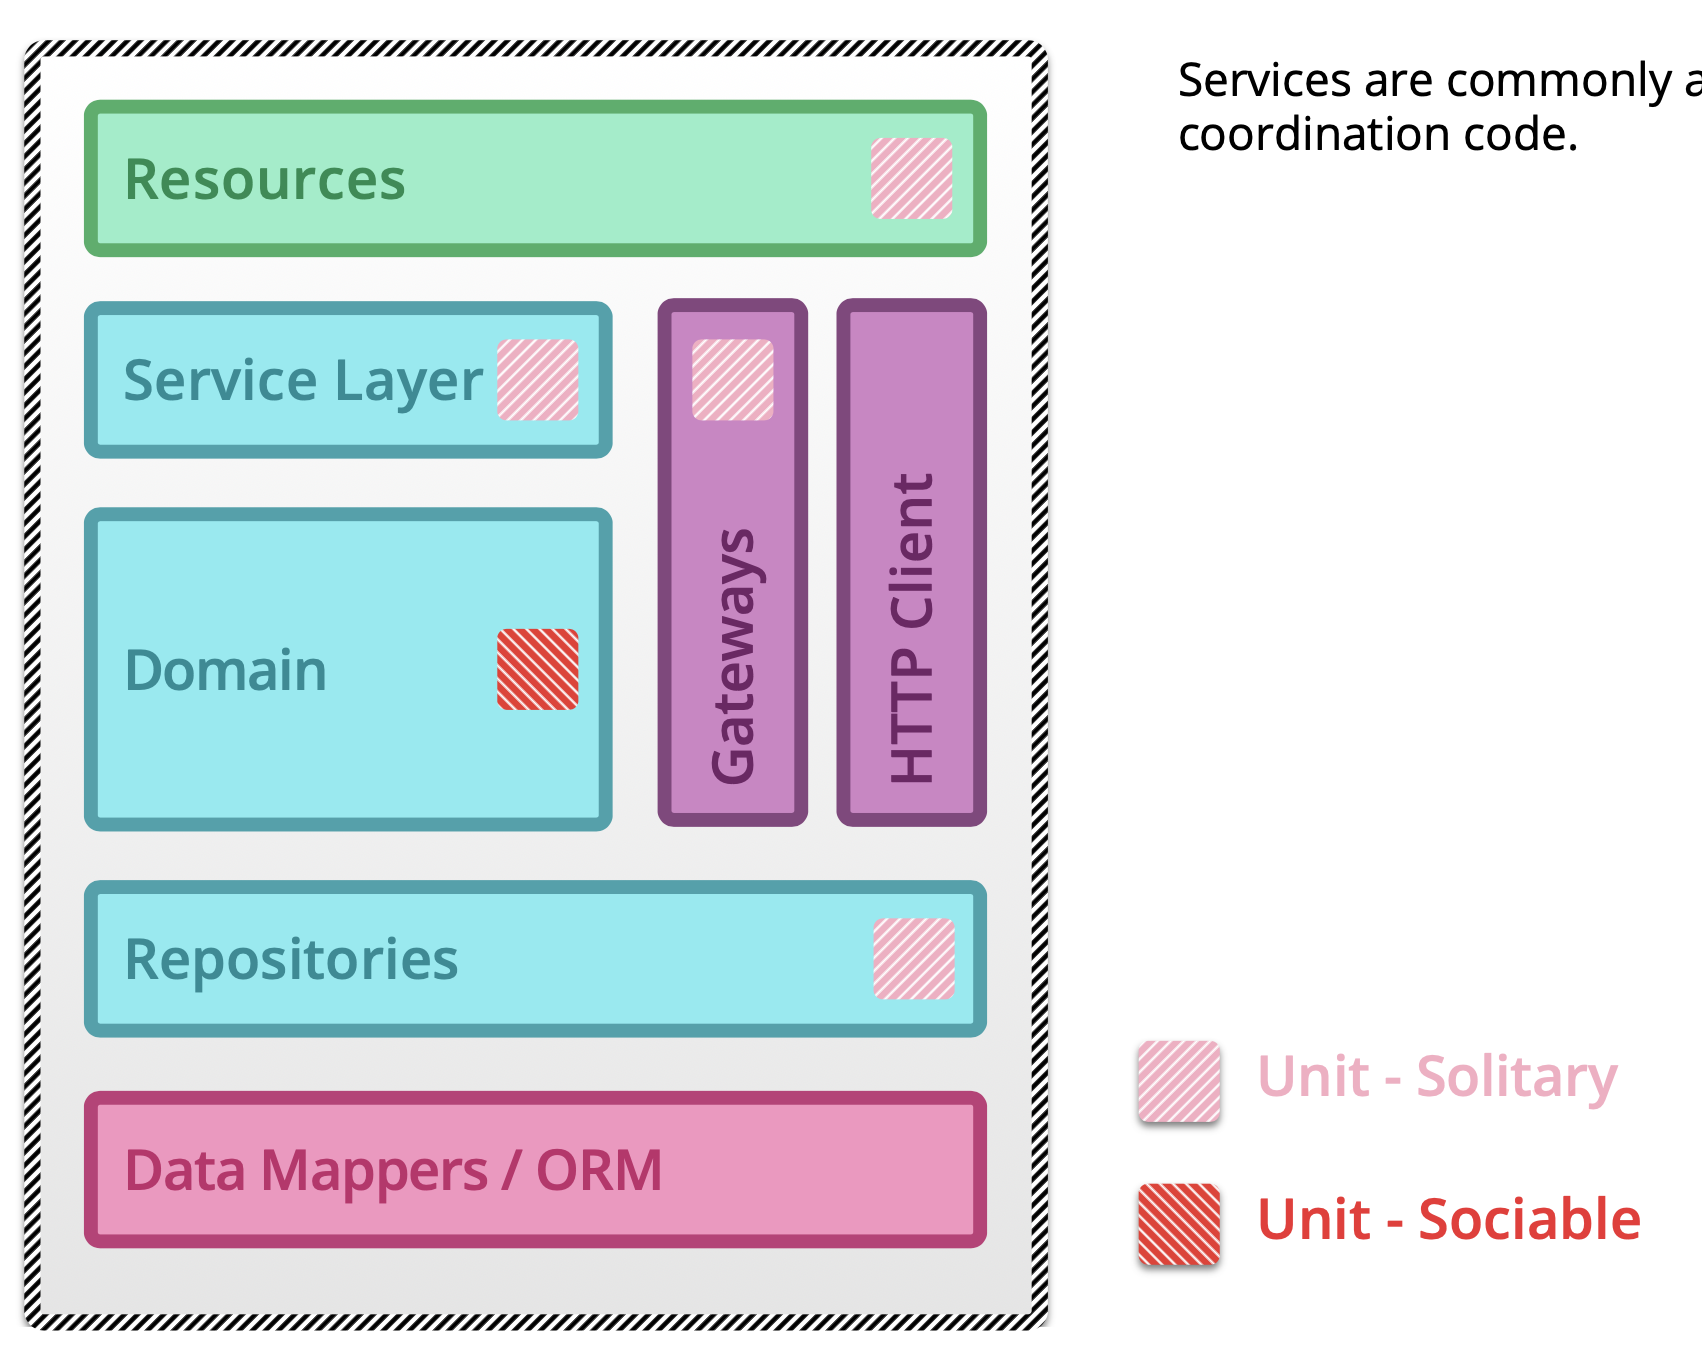 Services are commonly a
coordination code.
Resources
Service Layer
Gateways
HTTP Client
Domain
Repositories
Data Mappers / ORM
Unit - Solitary
Unit - Sociable